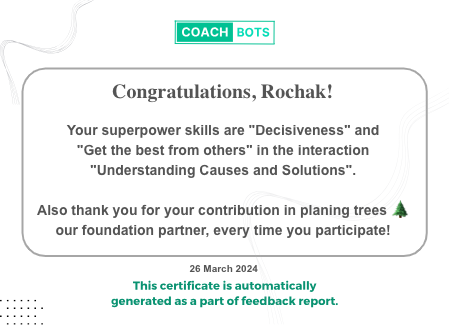 COACH BOTS
Congratulations, Rochak!
Your superpower skills are "Decisiveness" and
"Get the best from others" in the interaction
"Understanding Causes and Solutions".
Also thank you for your contribution in planing trees 🌲
our foundation partner, every time you participate!
26 March 2024
This certificate is automatically
generated as a part of feedback report.